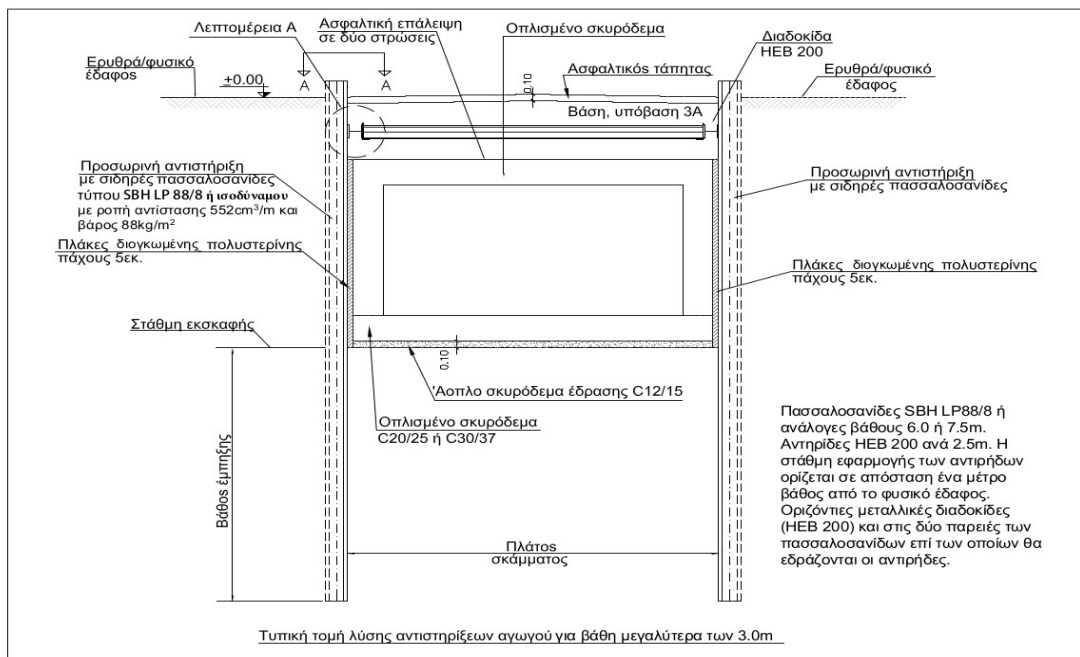 Λεπτομέρεια Α
Ασφαλτική επάλειψη
σε δύο στρώσεις
Οπλισμένο σκυρόδεμα
Διαδοκίδα
HEB 200
Ερυθρά/φυσικό
έδαφος
±0.00
A
A
0.10
Ασφαλτικός τάπητας
Ερυθρά/φυσικό
έδαφος
Βάση, υπόβαση 3Α
Προσωρινή αντιστήριξη
με σιδηρές πασσαλοσανίδες
τύπου SBH LP 88/8 ή ισοδύναμου
με ροπή αντίστασης 552cm³/m και
βάρος 88kg/m²
Προσωρινή αντιστήριξη
με σιδηρές πασσαλοσανίδες
Πλάκες διογκωμένης πολυστερίνης
πάχους 5εκ.
Πλάκες διογκωμένης πολυστερίνης
πάχους 5εκ.
Στάθμη εκσκαφής
0.10
'Αοπλο σκυρόδεμα έδρασης C12/15
Οπλισμένο σκυρόδεμα
C20/25 ή C30/37
Βάθος έμπηξης
Πλάτος
σκάμματος
Πασσαλοσανίδες SBH LP88/8 ή
ανάλογες βάθους 6.0 ή 7.5m.
Αντηρίδες HEB 200 ανά 2.5m. Η
στάθμη εφαρμογής των αντιρήδων
ορίζεται σε απόσταση ένα μέτρο
βάθος από το φυσικό έδαφος.
Οριζόντιες μεταλλικές διαδοκίδες
(HEB 200) και στις δύο παρειές των
πασσαλοσανίδων επί των οποίων θα
εδράζονται οι αντιρήδες.
Τυπική τομή λύσης αντιστηρίξεων αγωγού για βάθη μεγαλύτερα των 3.0m